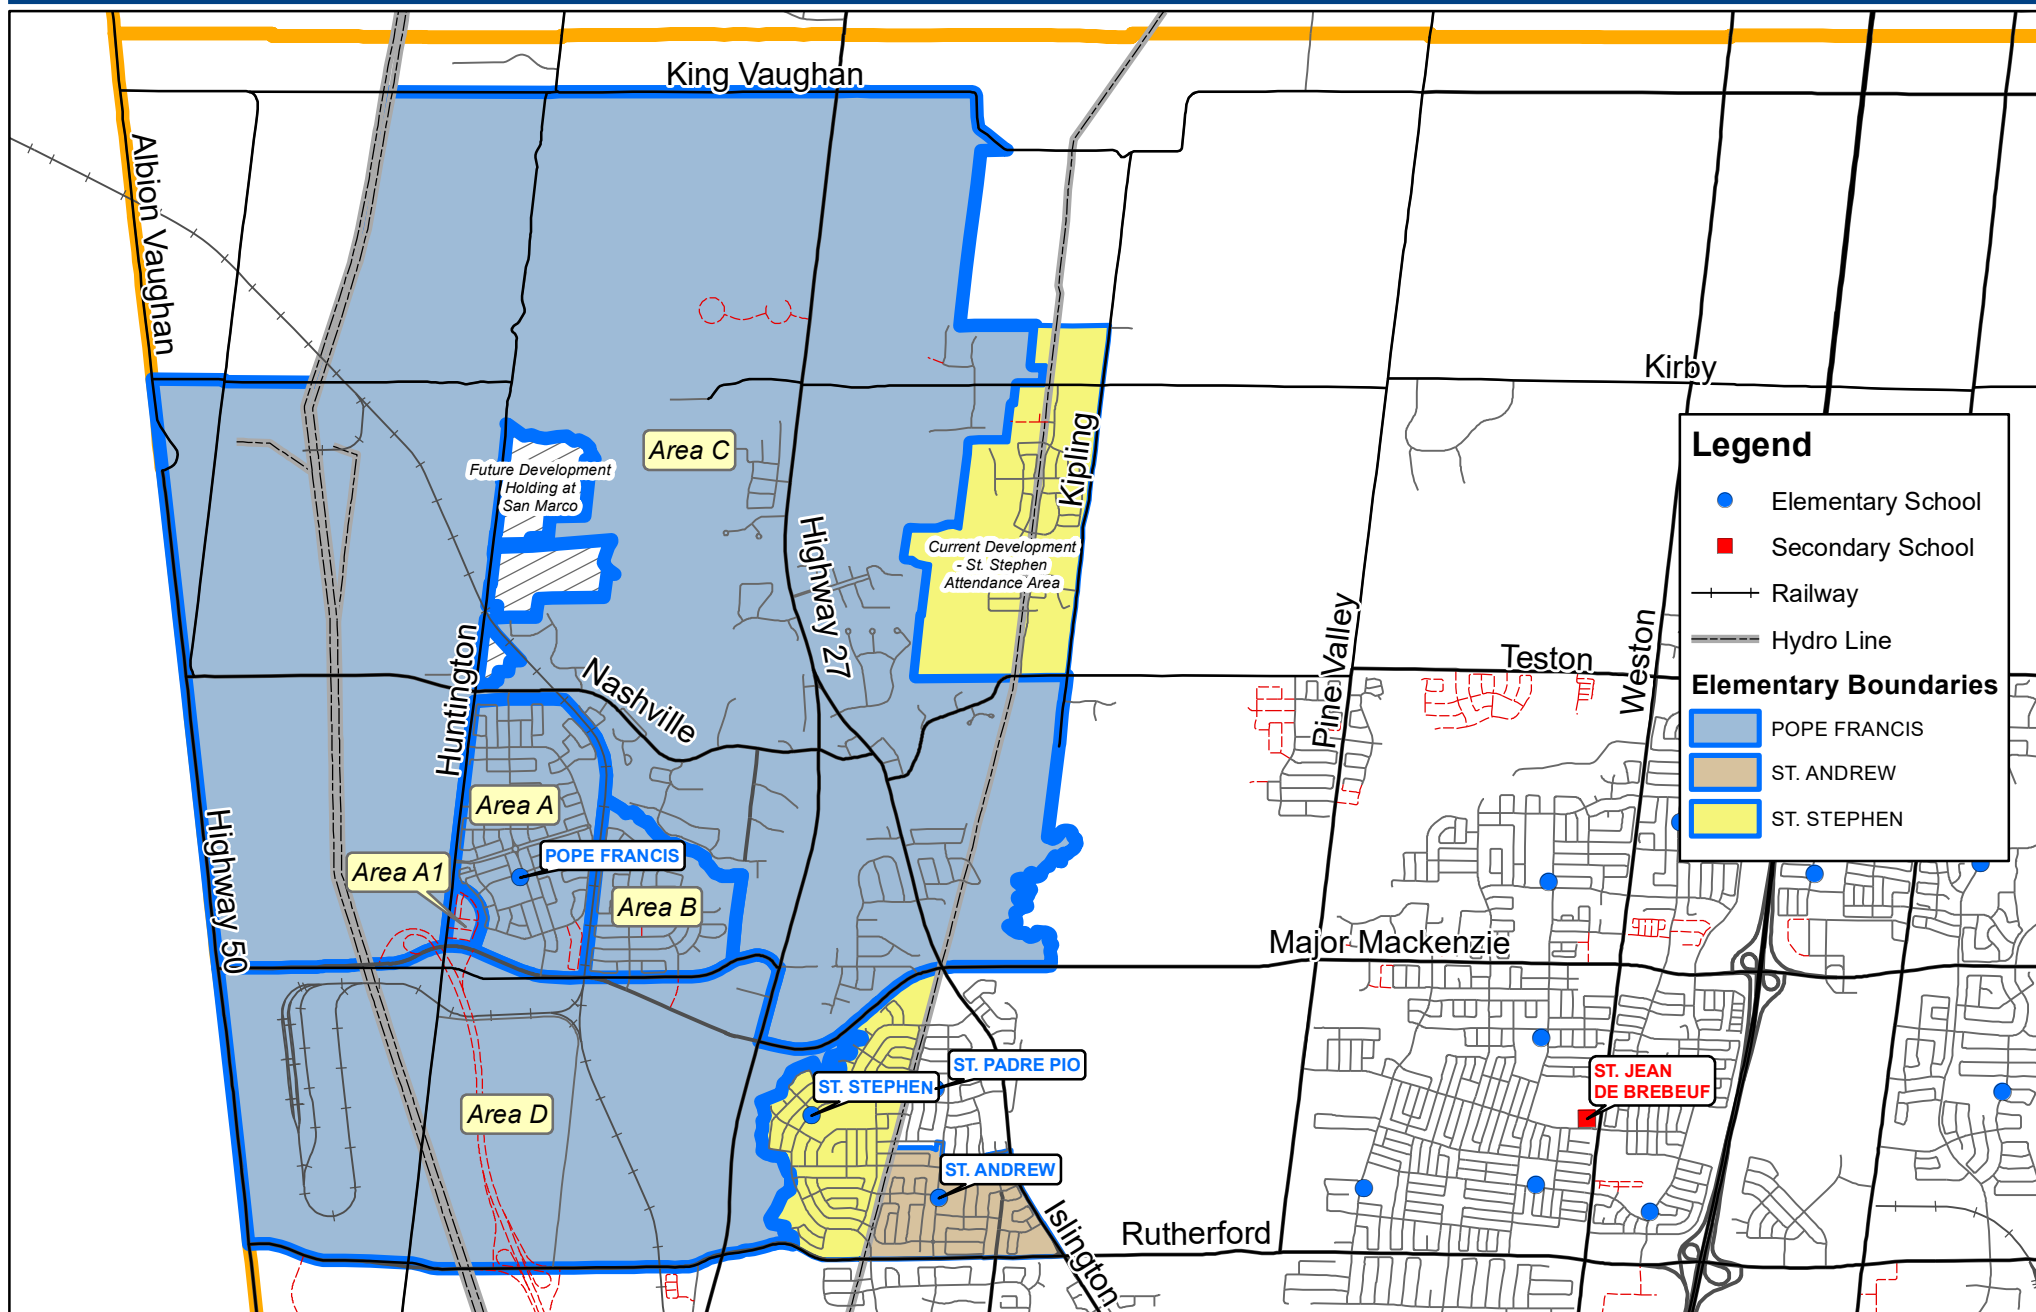 King Vaughan
Albion Vaughan
Kirby
Area C
Future Development
Holding at
San Marco
Kipling
Highway 27
Current Development
- St. Stephen
Attendance Area
Legend
Elementary School
Secondary School
Railway
Hydro Line
Elementary Boundaries
POPE FRANCIS
ST. ANDREW
ST. STEPHEN
Huntington
Nashville
Pine Valley
Teston
Weston
Area A
POPE FRANCIS
Area A1
Area B
Highway 50
Major Mackenzie
ST. PADRE PIO
ST. STEPHEN
ST. JEAN
DE BREBEUF
Area D
ST. ANDREW
Islington
Rutherford